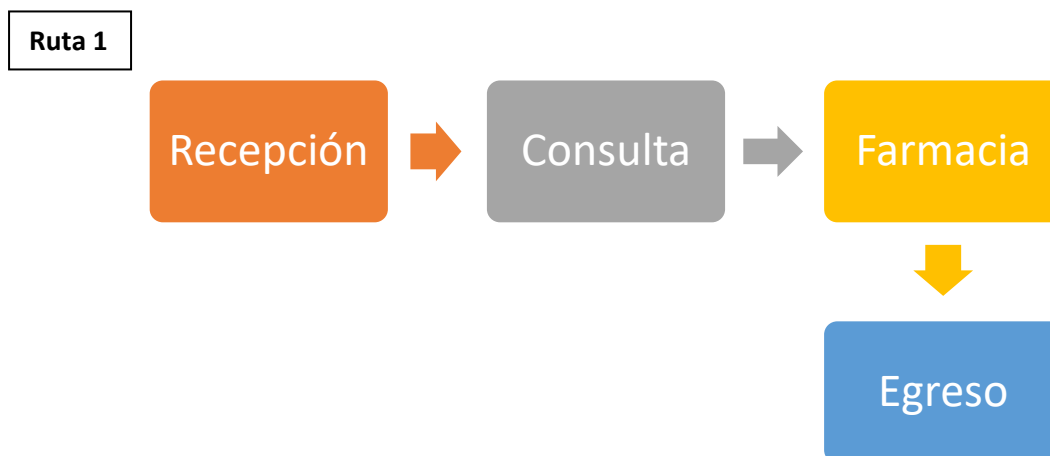 Ruta 1
Recepción
Consulta
Farmacia
Egreso